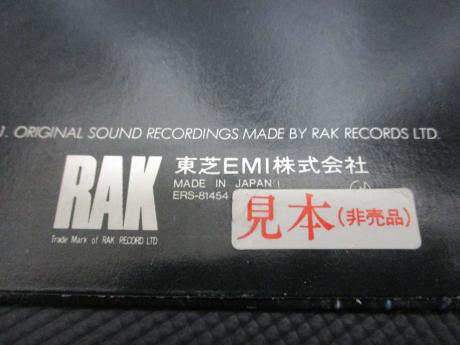 1. ORIGINAL SOUND RECORDINGS MADE BY RAK RECORDS LTD.
RAK
Trade Mark of RAK RECORD LTD
東芝EMI株式会社
MADE IN JAPAN
ERS-81454
見本(非売品)